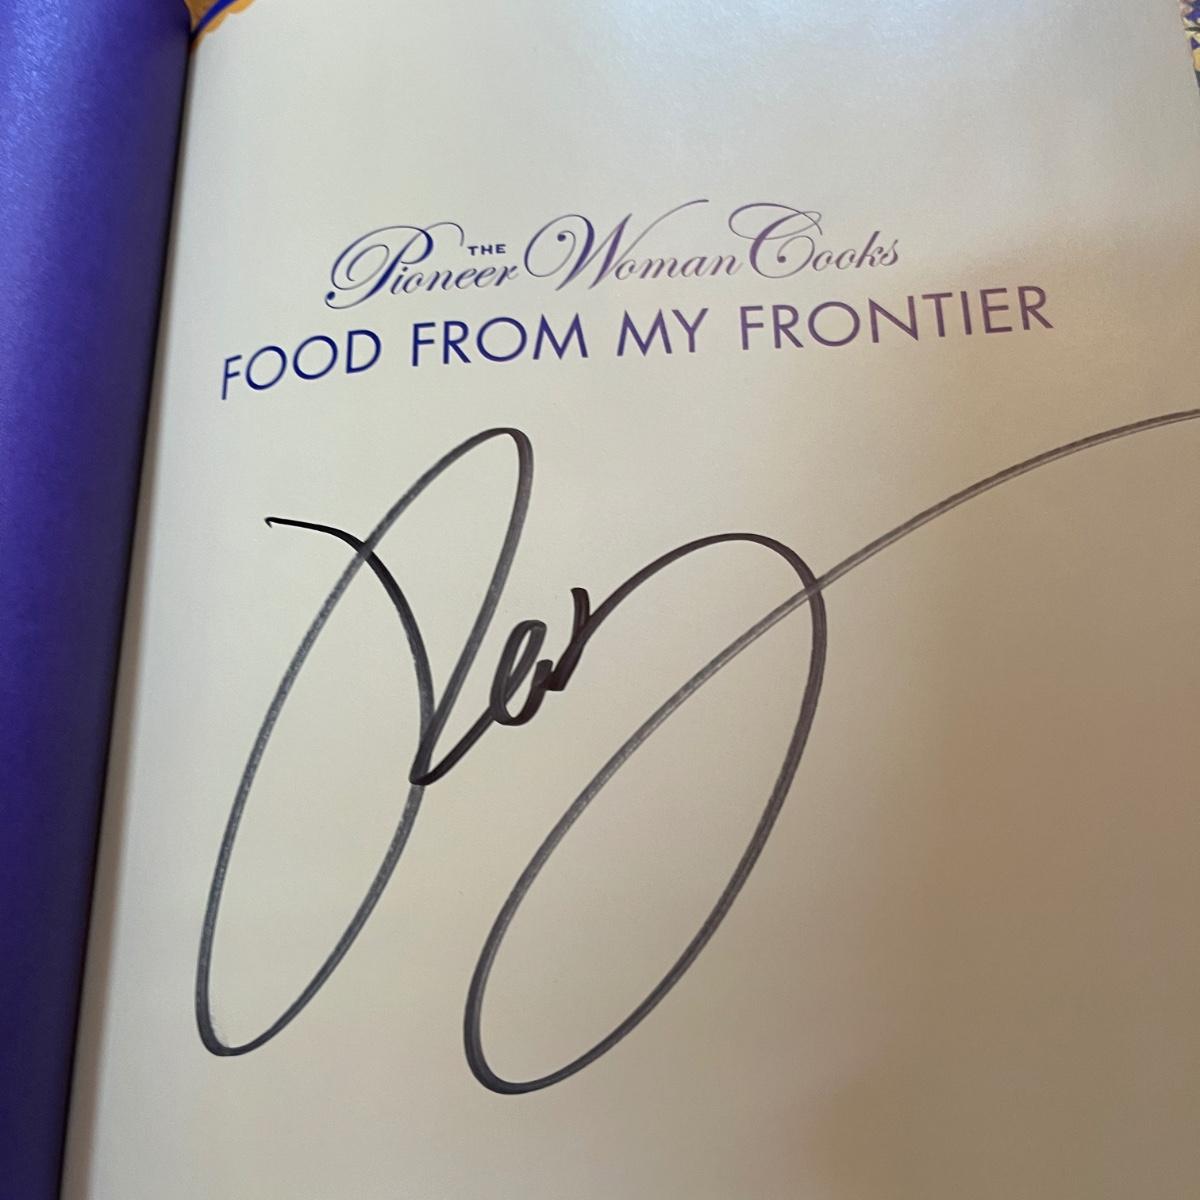 THE Pioneer Woman Cooks
FOOD FROM MY FRONTIER